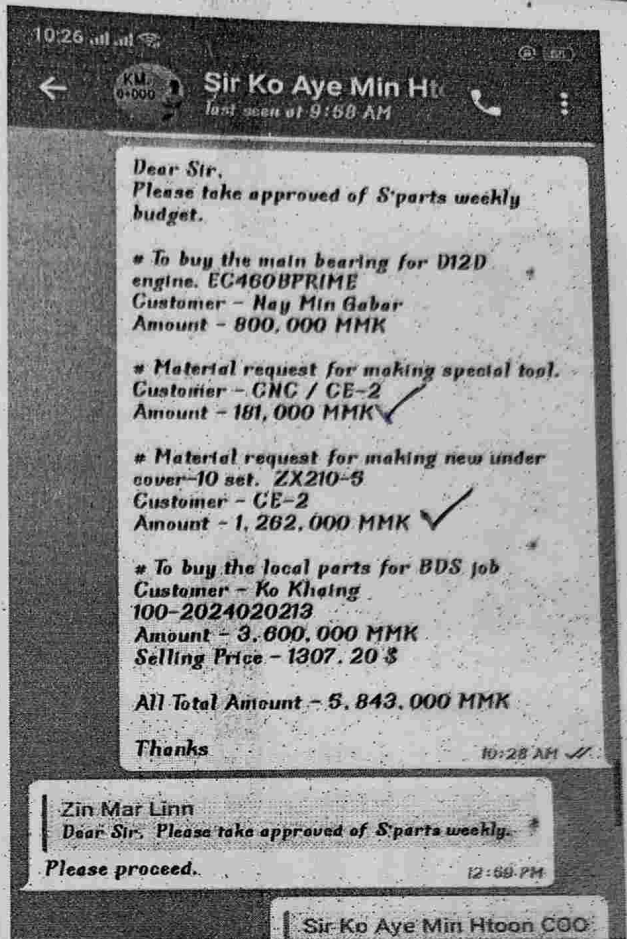 10:26
KM.
0+000
Sir Ko Aye Min Ht
last seen at 9:58 AM
Dear Sir,
Please take approved of S'parts weekly
budget.
# To buy the main bearing for D12D
engine. EC460BPRIME
Customer - Nay Min Gabar
Amount - 800,000 MMK
# Material request for making special tool.
Customer - CNC / CE-2
Amount - 181,000 MMK
# Material request for making new under
cover-10 set. ZX210-5
Customer - CE-2
Amount - 1,262,000 MMK
# To buy the local parts for BDS job
Customer - Ko Khaing
100-2024020213
Amount - 3,600,000 MMK
Selling Price - 1307.20 $
All Total Amount - 5,843,000 MMK
Thanks
10:28 AM
Zin Mar Linn
Dear Sir, Please take approved of S'parts weekly.
Please proceed.
PM
Sir Ko Aye Min Htoon COO